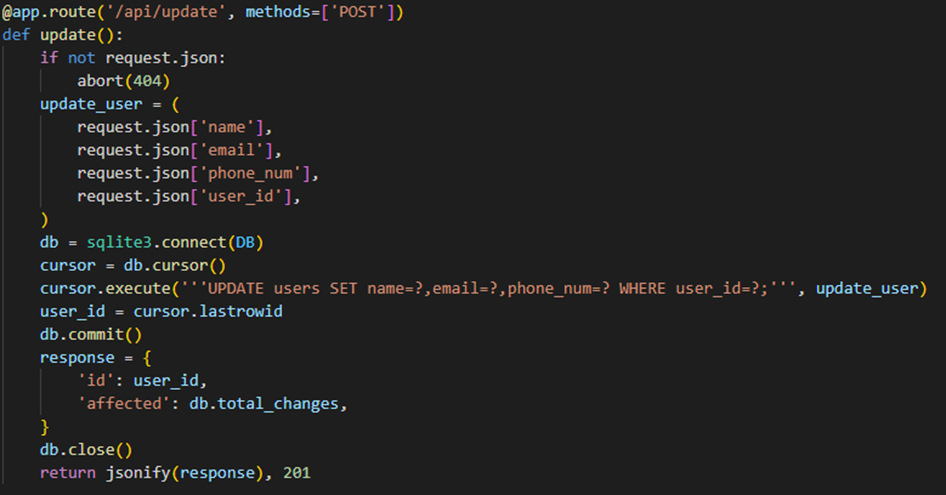 @app.route('/api/update', methods=['POST'])
def update():
    if not request.json:
        abort(404)
    update_user = (
        request.json['name'],
        request.json['email'],
        request.json['phone_num'],
        request.json['user_id'],
    )
    db = sqlite3.connect(DB)
    cursor = db.cursor()
    cursor.execute('''UPDATE users SET name=?,email=?,phone_num=? WHERE user_id=?;''', update_user)
    user_id = cursor.lastrowid
    db.commit()
    response = {
        'id': user_id,
        'affected': db.total_changes,
    }
    db.close()
    return jsonify(response), 201